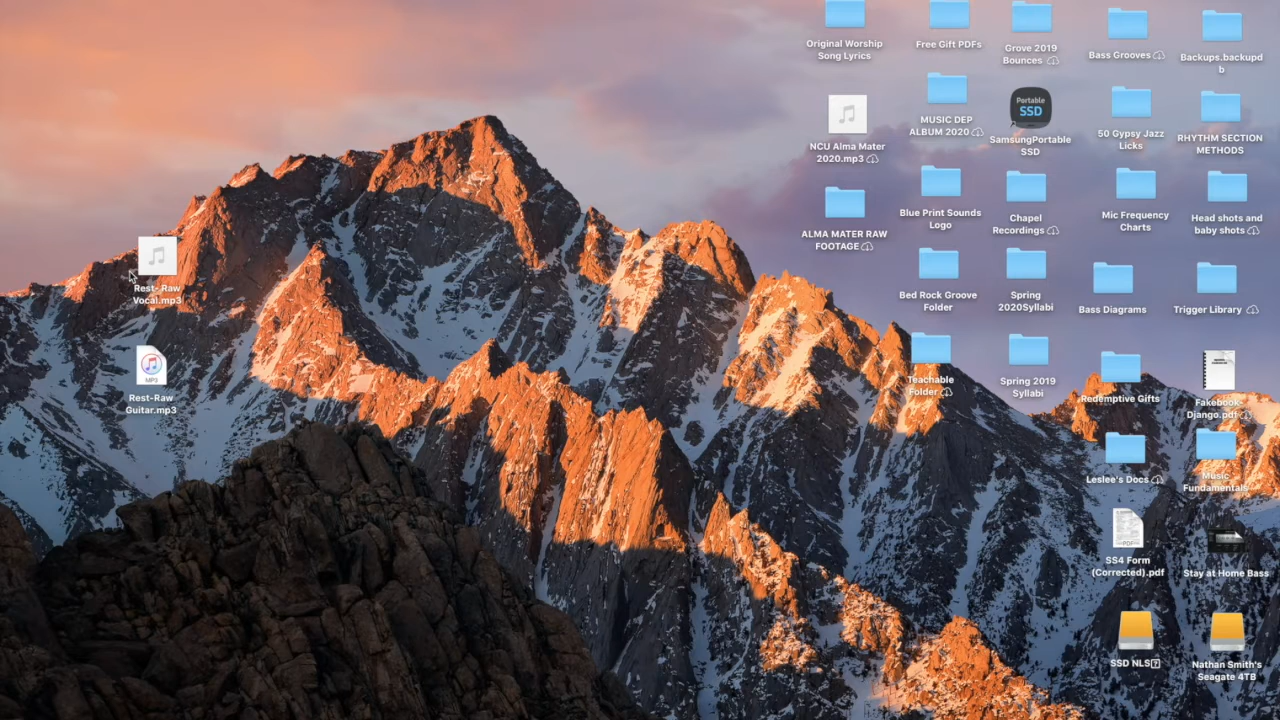 Original Worship
Song Lyrics
Free Gift PDFs
Grove 2019
Bounces
Bass Grooves
Backups.backupd
b
NCU Alma Mater
2020.mp3
MUSIC DEP
ALBUM 2020
Portable
SSD
SamsungPortable
SSD
50 Gypsy Jazz
Licks
RHYTHM SECTION
METHODS
ALMA MATER RAW
FOOTAGE
Blue Print Sounds
Logo
Chapel
Recordings
Mic Frequency
Charts
Head shots and
baby shots
Rest- Raw
Vocal.mp3
Bed Rock Groove
Folder
Spring
2020Syllabi
Bass Diagrams
Trigger Library
MP3
Rest-Raw
Guitar.mp3
Teachable
Folder
Spring 2019
Syllabi
Redemptive Gifts
Fakebook-
Django.pdf
Leslee's Docs
Music
Fundamentals
PDF
SS4 Form
(Corrected).pdf
Stay at Home Bass
SSD NLS
Nathan Smith's
Seagate 4TB